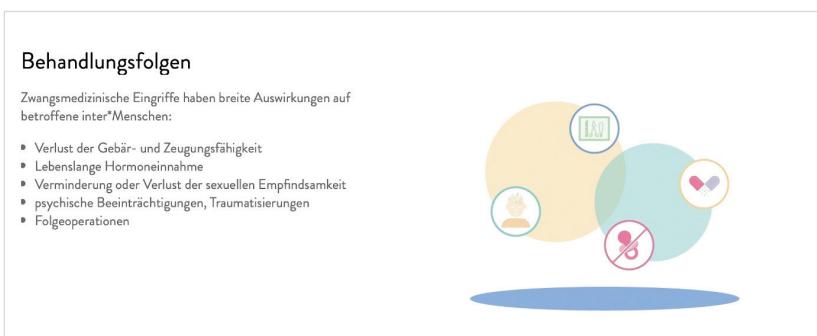 Behandlungsfolgen
Zwangsmedizinische Eingriffe haben breite Auswirkungen auf
betroffene inter*Menschen:
Verlust der Gebär- und Zeugungsfähigkeit
Lebenslange Hormoneinnahme
Verminderung oder Verlust der sexuellen Empfindsamkeit
psychische Beeinträchtigungen, Traumatisierungen
Folgeoperationen